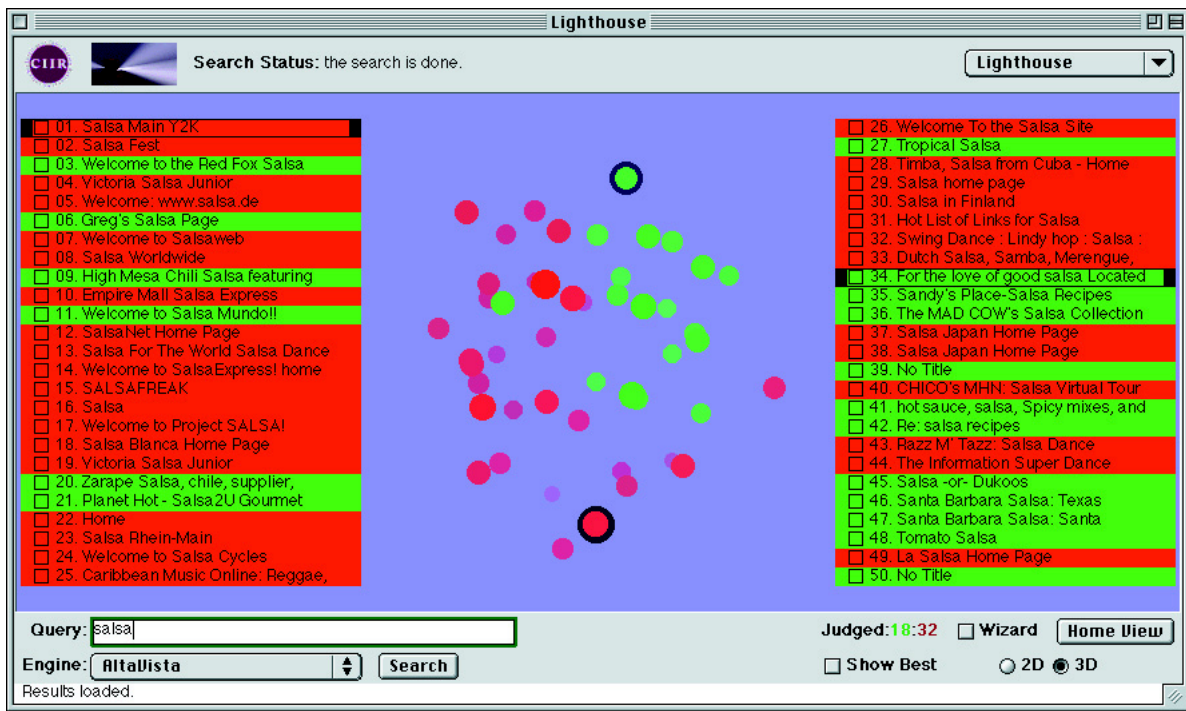 Lighthouse
CIIR
Search Status: the search is done.
Lighthouse
01. Salsa Main Y2K
02. Salsa Fest
03. Welcome to the Red Fox Salsa
04. Victoria Salsa Junior
05. Welcome: www.salsa.de
06. Greg's Salsa Page
07. Welcome to Salsaweb
08. Salsa Worldwide
09. High Mesa Chili Salsa featuring
10. Empire Mall Salsa Express
11. Welcome to Salsa Mundo!!
12. SalsaNet Home Page
13. Salsa For The World Salsa Dance
14. Welcome to SalsaExpress! home
15. SALSAFREAK
16. Salsa
17. Welcome to Project SALSA!
18. Salsa Blanca Home Page
19. Victoria Salsa Junior
20. Zarape Salsa, chile, supplier,
21. Planet Hot - Salsa2U Gourmet
22. Home
23. Salsa Rhein-Main
24. Welcome to Salsa Cycles
25. Caribbean Music Online: Reggae,
26. Welcome To the Salsa Site
27. Tropical Salsa
28. Timba, Salsa from Cuba - Home
29. Salsa home page
30. Salsa in Finland
31. Hot List of Links for Salsa
32. Swing Dance : Lindy hop : Salsa :
33. Dutch Salsa, Samba, Merengue,
34. For the love of good salsa Located
35. Sandy's Place-Salsa Recipes
36. The MAD COW's Salsa Collection
37. Salsa Japan Home Page
38. Salsa Japan Home Page
39. No Title
40. CHICO's MHN: Salsa Virtual Tour
41. hot sauce, salsa, Spicy mixes, and
42. Re: salsa recipes
43. Razz M' Tazz: Salsa Dance
44. The Information Super Dance
45. Salsa -or- Dukoos
46. Santa Barbara Salsa: Texas
47. Santa Barbara Salsa: Santa
48. Tomato Salsa
49. La Salsa Home Page
50. No Title
Query: salsa
Judged:18:32 Wizard Home View
Engine: AltaVista Search
Show Best 2D 3D
Results loaded.